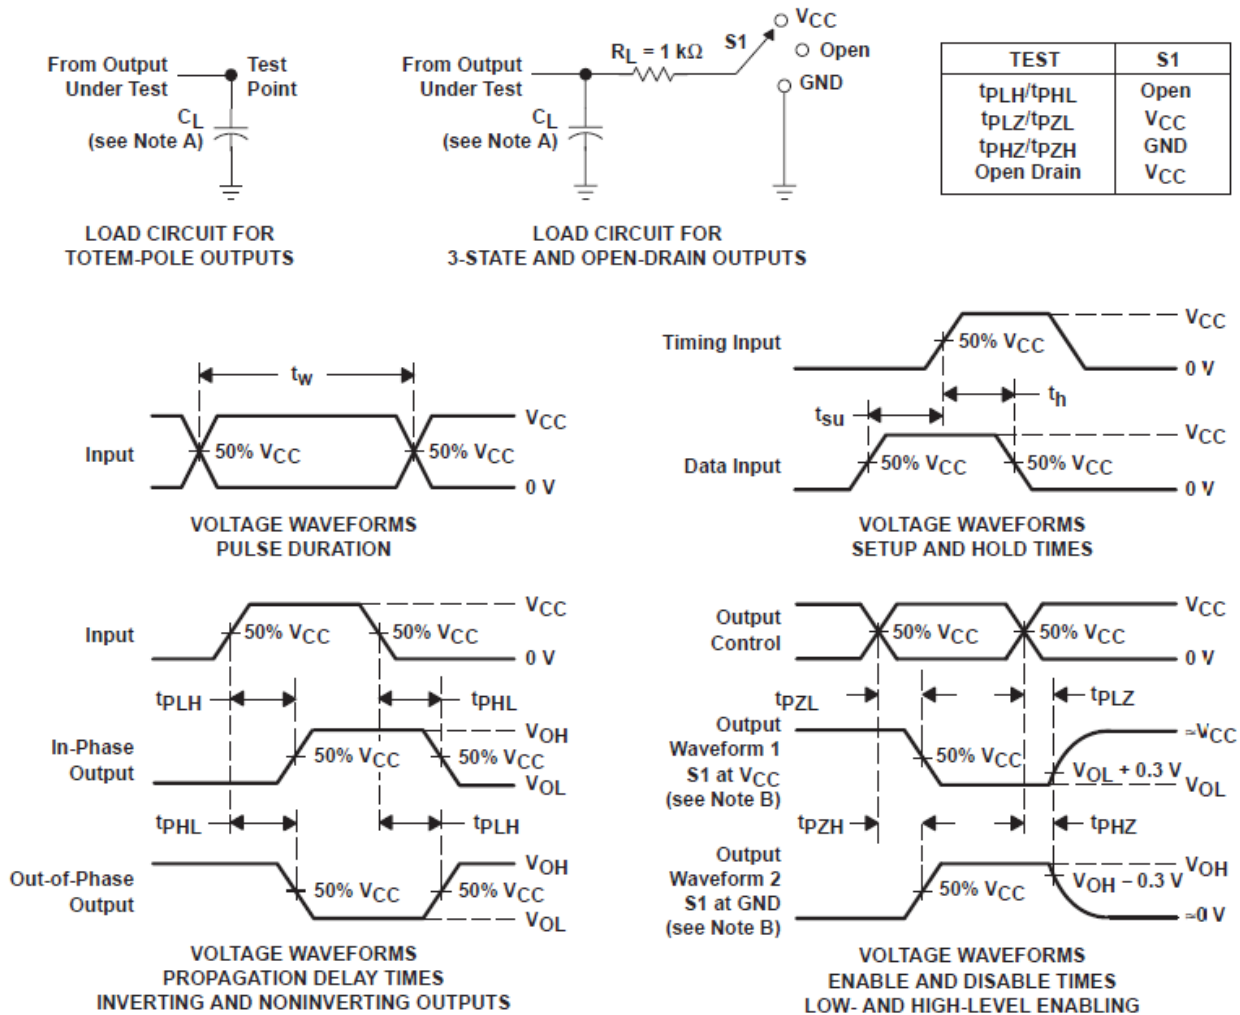 From Output
Under Test
Test
Point
CL
(see Note A)
LOAD CIRCUIT FOR
TOTEM-POLE OUTPUTS
From Output
Under Test
RL = 1 kΩ
S1
VCC
Open
GND
CL
(see Note A)
LOAD CIRCUIT FOR
3-STATE AND OPEN-DRAIN OUTPUTS
TEST S1
tPLH/tPHL Open
tPLZ/tPZL VCC
tPHZ/tPZH GND
Open Drain VCC
tw
Input
50% VCC
50% VCC
VCC
0 V
VOLTAGE WAVEFORMS
PULSE DURATION
Timing Input
50% VCC
VCC
0 V
th
tsu
Data Input
50% VCC
50% VCC
VCC
0 V
VOLTAGE WAVEFORMS
SETUP AND HOLD TIMES
Input
50% VCC
50% VCC
VCC
0 V
tPLH
tPHL
In-Phase
Output
50% VCC
50% VCC
VOH
VOL
tPHL
tPLH
Out-of-Phase
Output
50% VCC
50% VCC
VOH
VOL
VOLTAGE WAVEFORMS
PROPAGATION DELAY TIMES
INVERTING AND NONINVERTING OUTPUTS
Output
Control
50% VCC
50% VCC
VCC
0 V
tPZL
tPLZ
Output
Waveform 1
S1 at VCC
(see Note B)
50% VCC
≈VCC
VOL + 0.3 V
VOL
tPZH
tPHZ
Output
Waveform 2
S1 at GND
(see Note B)
50% VCC
VOH
VOH − 0.3 V
≈0 V
VOLTAGE WAVEFORMS
ENABLE AND DISABLE TIMES
LOW- AND HIGH-LEVEL ENABLING